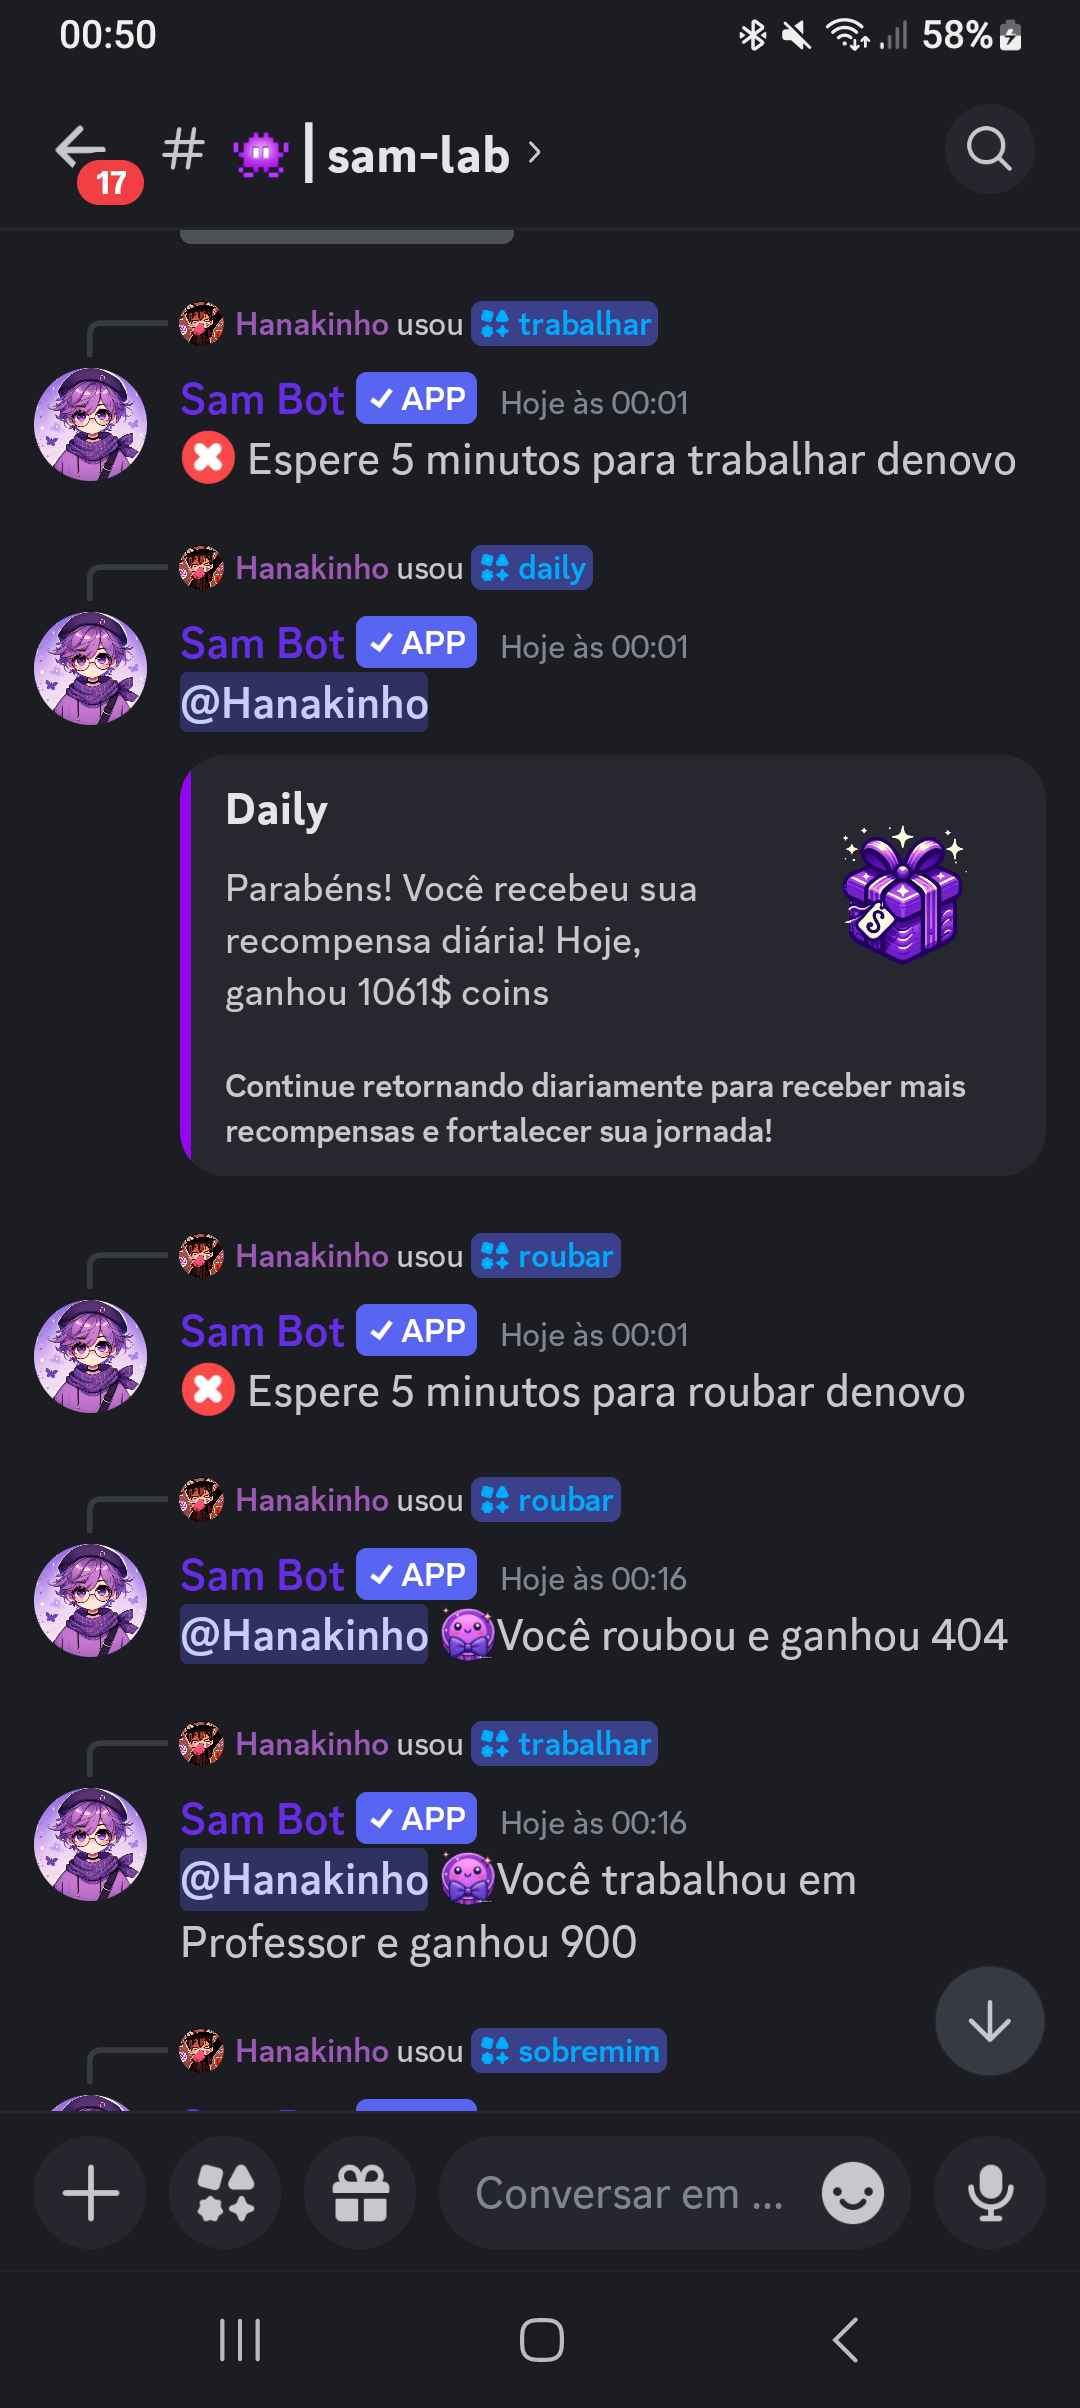 00:50 58%
17 # | sam-lab
Hanakinho usou trabalhar
Sam Bot APP Hoje às 00:01
Espere 5 minutos para trabalhar denovo
Hanakinho usou daily
Sam Bot APP Hoje às 00:01
@Hanakinho
Daily
Parabéns! Você recebeu sua
recompensa diária! Hoje,
ganhou 1061$ coins
S
Continue retornando diariamente para receber mais
recompensas e fortalecer sua jornada!
Hanakinho usou roubar
Sam Bot APP Hoje às 00:01
Espere 5 minutos para roubar denovo
Hanakinho usou roubar
Sam Bot APP Hoje às 00:16
@Hanakinho Você roubou e ganhou 404
Hanakinho usou trabalhar
Sam Bot APP Hoje às 00:16
@Hanakinho Você trabalhou em
Professor e ganhou 900
Hanakinho usou sobremim
Conversar em ...